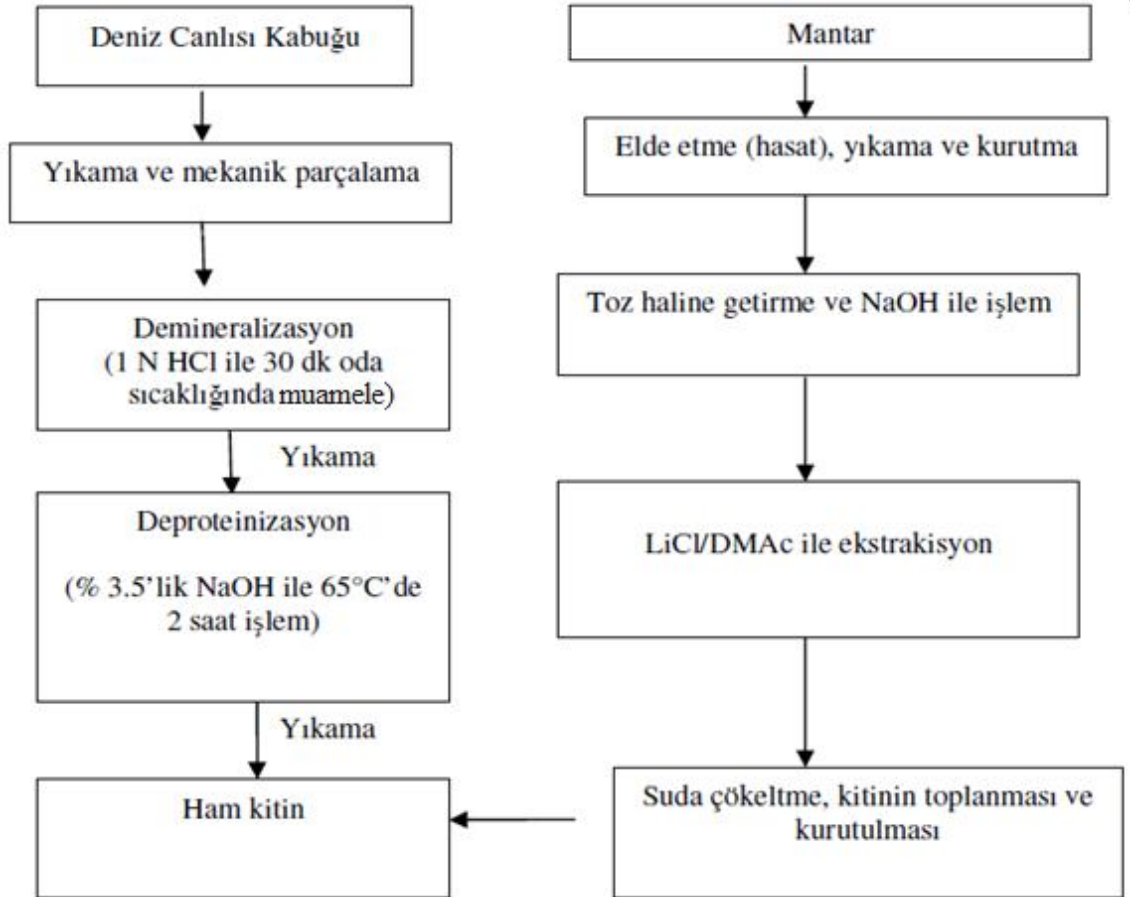 Deniz Canlısı Kabuğu
Yıkama ve mekanik parçalama
Demineralizasyon
(1 N HCl ile 30 dk oda
sıcaklığında muamele)
Yıkama
Deproteinizasyon
(% 3.5’lik NaOH ile 65°C’de
2 saat işlem)
Yıkama
Ham kitin
Mantar
Elde etme (hasat), yıkama ve kurutma
Toz haline getirme ve NaOH ile işlem
LiCl/DMAc ile ekstrakisyon
Suda çökeltme, kitinin toplanması ve
kurutulması